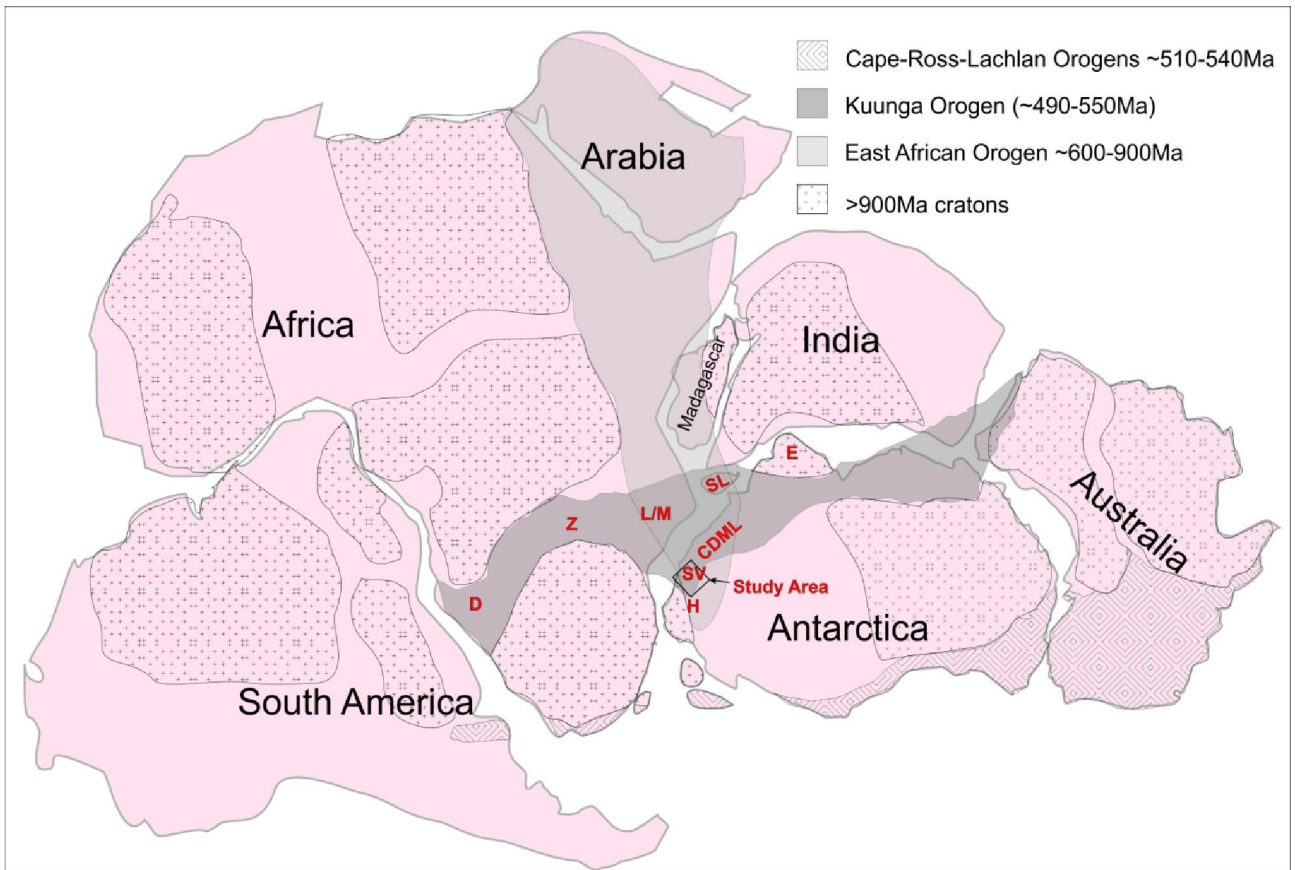 Cape-Ross-Lachlan Orogens ~510-540Ma
Kuunga Orogen (~490-550Ma)
East African Orogen ~600-900Ma
>900Ma cratons
Arabia
Africa
India
Madagascar
E
SL
L/M
Z
CDML
Australia
SV
Study Area
D
H
Antarctica
South America